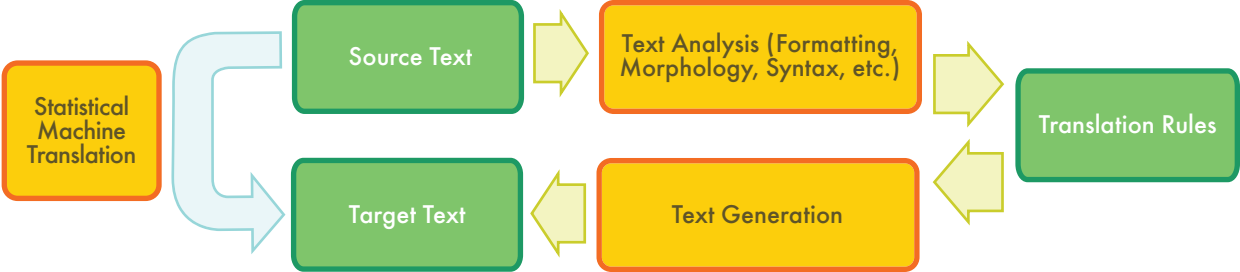 Statistical
Machine
Translation
Source Text
Text Analysis (Formatting,
Morphology, Syntax, etc.)
Translation Rules
Text Generation
Target Text